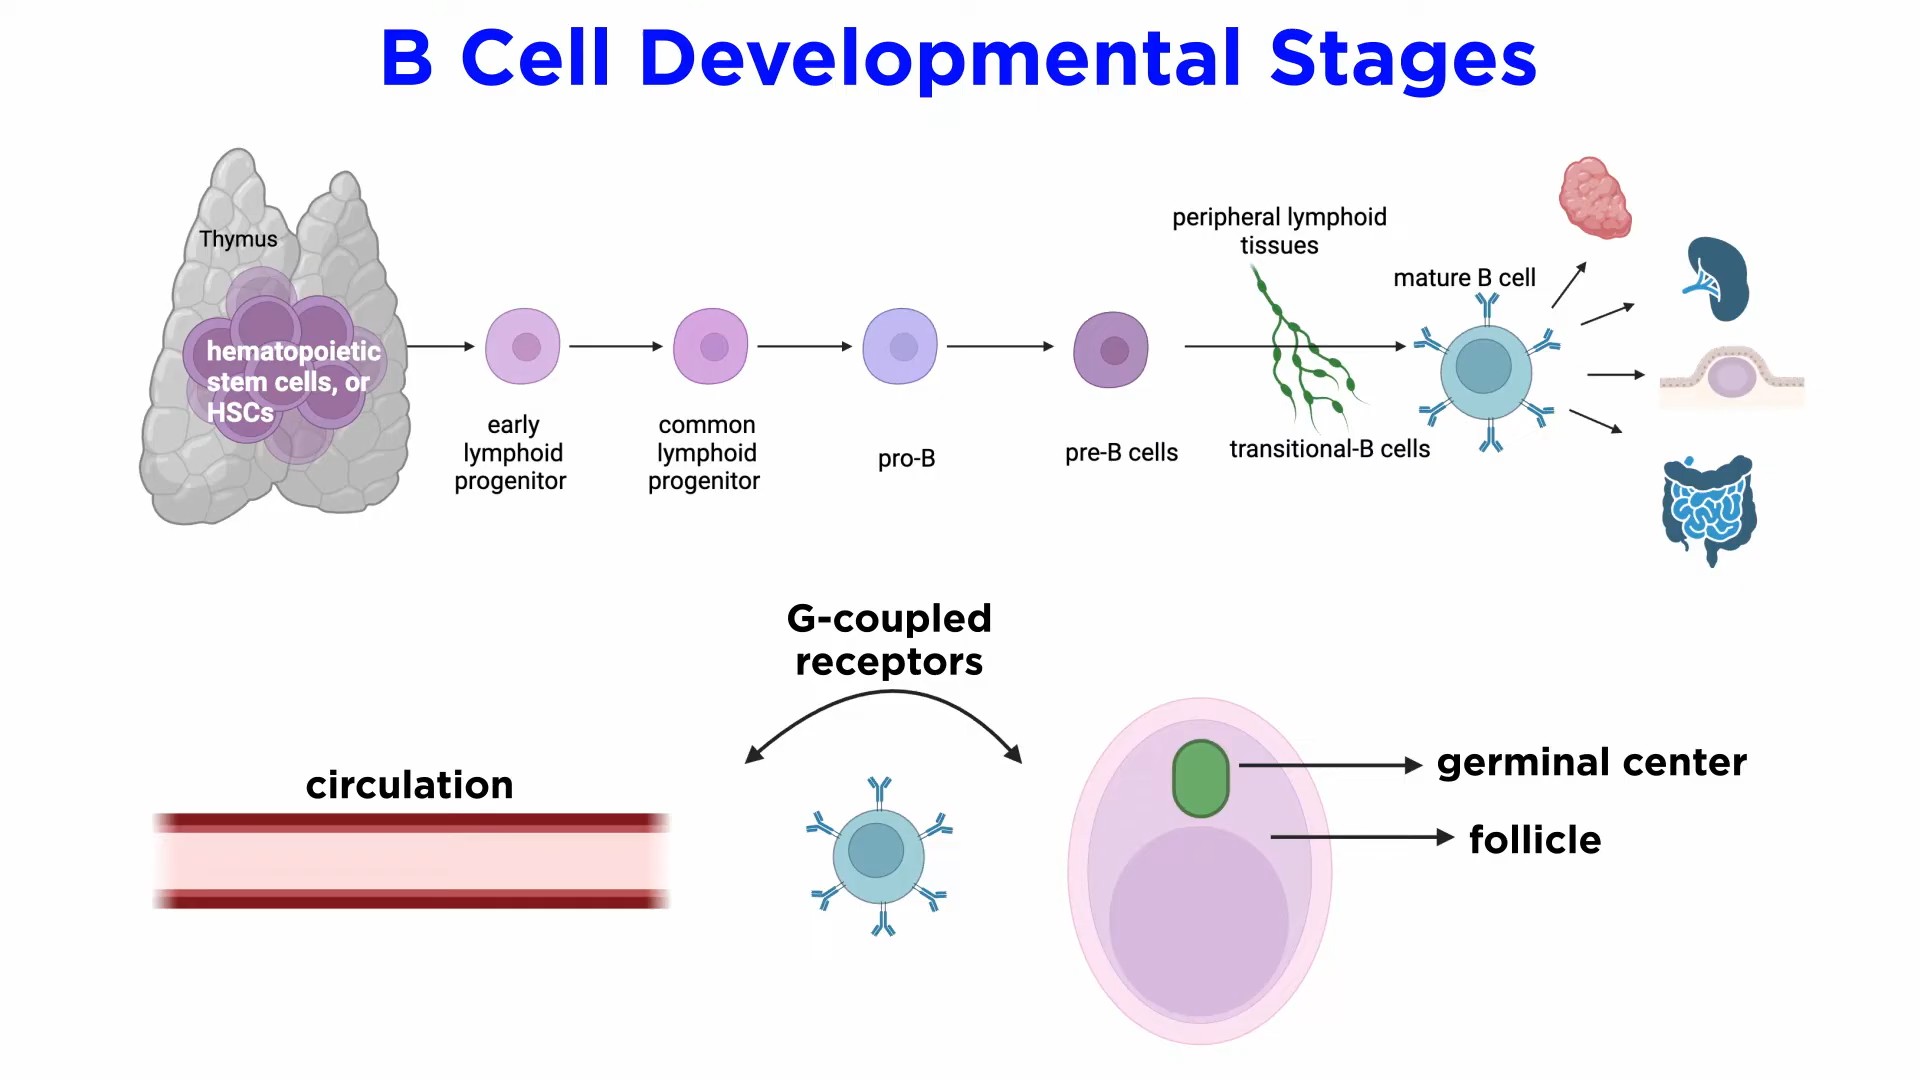 B Cell Developmental Stages
Thymus
hematopoietic
stem cells, or
HSCs
early
lymphoid
progenitor
common
lymphoid
progenitor
pro-B
pre-B cells
peripheral lymphoid
tissues
transitional-B cells
mature B cell
G-coupled
receptors
circulation
germinal center
follicle